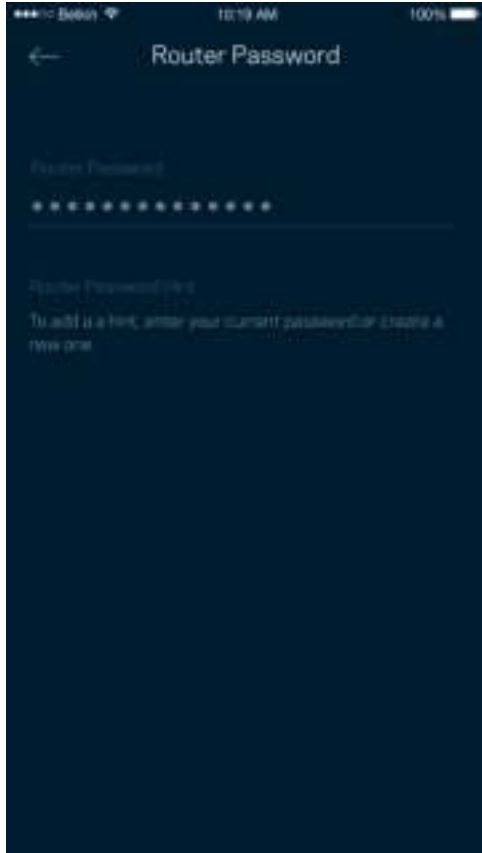 Belkin 10:19 AM 100%
← Router Password
Router Password
••••••••••••••
Router Password Hint
To add a a hint, enter your current password or create a
new one